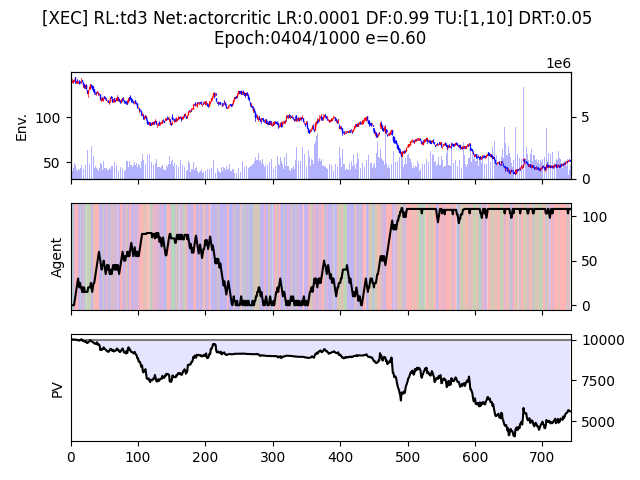 [XEC] RL:td3 Net:actorcritic LR:0.0001 DF:0.99 TU:[1,10] DRT:0.05
Epoch:0404/1000 e=0.60
1e6
Env.
100
50
5
0
Agent
100
50
0
PV
10000
7500
5000
0 100 200 300 400 500 600 700